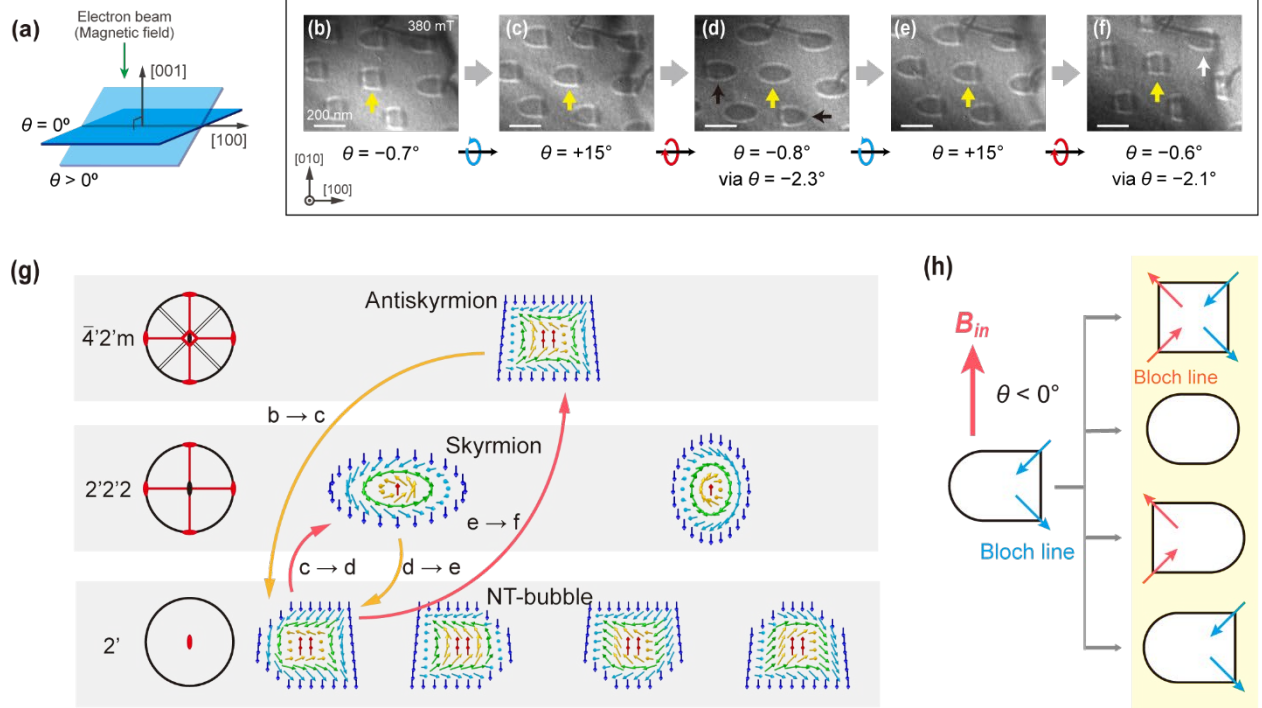 (a)
Electron beam
(Magnetic field)
[001]
θ = 0º
[100]
θ > 0º
(b)
380 mT
200 nm
(c)
(d)
(e)
(f)
θ = −0.7°
θ = +15°
θ = −0.8°
via θ = −2.3°
θ = +15°
θ = −0.6°
via θ = −2.1°
[010]
[100]
(g)
4̅'2'm
Antiskyrmion
b → c
2'2'2
Skyrmion
e → f
c → d
d → e
2'
NT-bubble
(h)
B_in
θ < 0°
Bloch line
Bloch line